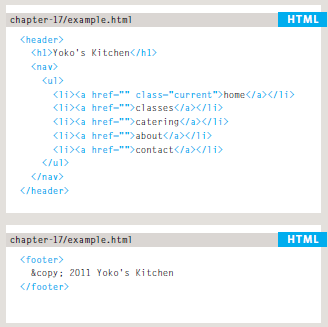 chapter-17/example.html HTML
<header>
<h1>Yoko's Kitchen</h1>
<nav>
<ul>
<li><a href="" class="current">home</a></li>
<li><a href="">classes</a></li>
<li><a href="">catering</a></li>
<li><a href="">about</a></li>
<li><a href="">contact</a></li>
</ul>
</nav>
</header>
chapter-17/example.html HTML
<footer>
&copy; 2011 Yoko's Kitchen
</footer>